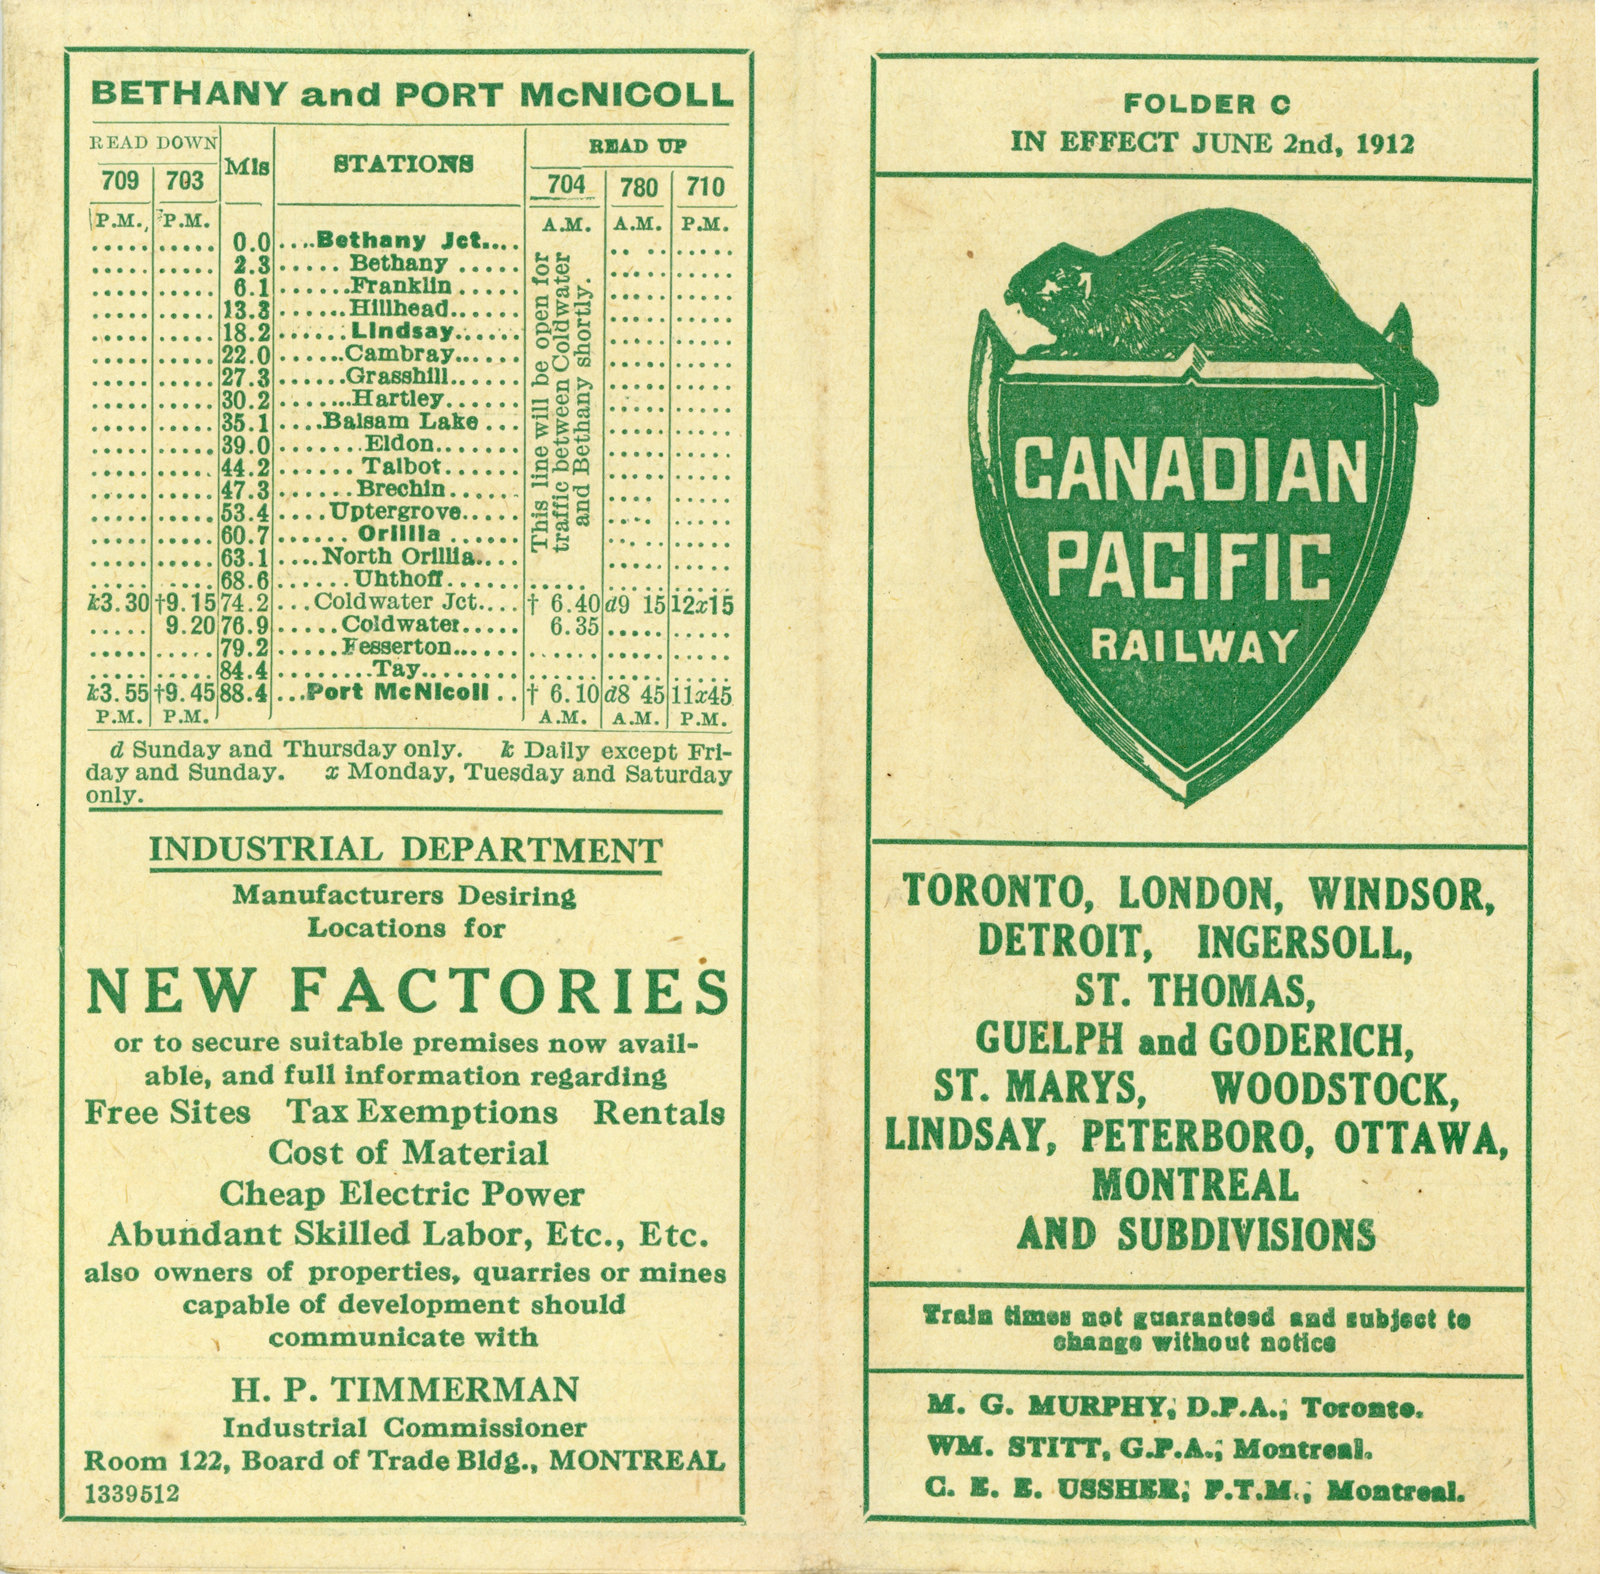 BETHANY and PORT McNICOLL
READ DOWN Mls STATIONS READ UP
709 703 704 780 710
P.M. P.M. A.M. A.M. P.M.
..... ..... 0.0 ....Bethany Jct.... .. .. .....
..... ..... 2.3 ..... Bethany ..... ..... .....
..... ..... 6.1 ......Franklin..... ..... .....
..... ..... 13.3 ......Hillhead...... ..... .....
..... ..... 18.2 ......Lindsay...... ..... .....
..... ..... 22.0 ......Cambray...... ..... .....
..... ..... 27.3 ......Grasshill...... ..... .....
..... ..... 30.2 .......Hartley....... ..... .....
..... ..... 35.1 ....Balsam Lake ... ..... .....
..... ..... 39.0 .......Eldon....... ..... .....
..... ..... 44.2 ...... Talbot...... ..... .....
..... ..... 47.3 ...... Brechin...... ..... .....
..... ..... 53.4 ....Uptergrove..... ..... .....
..... ..... 60.7 ...... Orillia ...... ..... .....
..... ..... 63.1 ....North Orillia.... ..... .....
..... ..... 68.6 ......Uhthoff...... ..... ..... .....
k3.30 †9.15 74.2 ...Coldwater Jct.... † 6.40 d9 15 12x15
..... 9.20 76.9 .....Coldwater..... 6.35 ..... .....
..... ..... 79.2 .....Fesserton...... ..... ..... .....
..... ..... 84.4 .........Tay......... ..... ..... .....
k3.55 †9.45 88.4 ...Port McNicoll .. † 6.10 d8 45 11x45
P.M. P.M. A.M. A.M. P.M.
This line will be open for
traffic between Coldwater
and Bethany shortly.
d Sunday and Thursday only. k Daily except Fri-
day and Sunday. x Monday, Tuesday and Saturday
only.
INDUSTRIAL DEPARTMENT
Manufacturers Desiring
Locations for
NEW FACTORIES
or to secure suitable premises now avail-
able, and full information regarding
Free Sites Tax Exemptions Rentals
Cost of Material
Cheap Electric Power
Abundant Skilled Labor, Etc., Etc.
also owners of properties, quarries or mines
capable of development should
communicate with
H. P. TIMMERMAN
Industrial Commissioner
Room 122, Board of Trade Bldg., MONTREAL
1339512
FOLDER C
IN EFFECT JUNE 2nd, 1912
CANADIAN
PACIFIC
RAILWAY
TORONTO, LONDON, WINDSOR,
DETROIT, INGERSOLL,
ST. THOMAS,
GUELPH and GODERICH,
ST. MARYS, WOODSTOCK,
LINDSAY, PETERBORO, OTTAWA,
MONTREAL
AND SUBDIVISIONS
Train times not guaranteed and subject to
change without notice
M. G. MURPHY, D.P.A., Toronto.
WM. STITT, G.P.A., Montreal.
C. E. E. USSHER, P.T.M., Montreal.